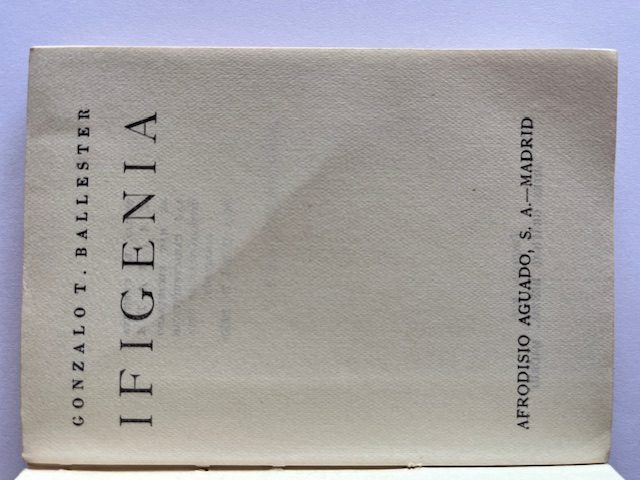 GONZALO T. BALLESTER
IFIGENIA
AFRODISIO AGUADO, S. A.—MADRID